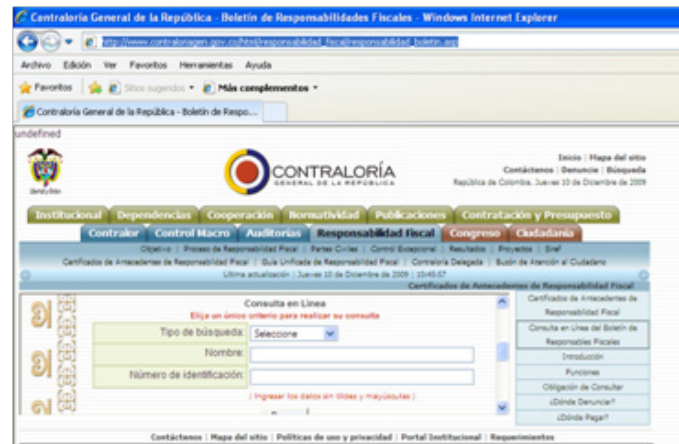 Contraloría General de la República - Boletín de Responsabilidades Fiscales - Windows Internet Explorer
http://www.contraloriagen.gov.co/html/responsabilidad_fiscal/responsabilidad_boletin.asp
Archivo Edición Ver Favoritos Herramientas Ayuda
Favoritos Sitios sugeridos Más complementos
Contraloría General de la República - Boletín de Respo...
undefined
Inicio | Mapa del sitio
CONTRALORÍA
Contáctenos | Denuncie | Búsqueda
GENERAL DE LA REPÚBLICA
República de Colombia. Jueves 10 de Diciembre de 2009
Institucional Dependencias Cooperación Normatividad Publicaciones Contratación y Presupuesto
Contralor Control Macro Auditorías Responsabilidad Fiscal Congreso Ciudadanía
Objetivo | Proceso de Responsabilidad Fiscal | Partes Civiles | Control Excepcional | Resultados | Proyectos | Siref
Certificados de Antecedentes de Responsabilidad Fiscal | Guía Unificada de Responsabilidad Fiscal | Contraloría Delegada | Buzón de Atención al Ciudadano
Última actualización | Jueves 10 de Diciembre de 2009 | 10:45:57
Certificados de Antecedentes de Responsabilidad Fiscal
Consulta en Línea
Elija un único criterio para realizar su consulta
Tipo de búsqueda: Seleccione
Nombre:
Número de identificación:
( Ingresar los datos sin tildes y mayúsculas )
Certificados de Antecedentes de Responsabilidad Fiscal
Consulta en Línea del Boletín de Responsables Fiscales
Introducción
Funciones
Obligación de Consultar
¿Dónde Denunciar?
¿Dónde Pagar?
Contáctenos | Mapa del sitio | Políticas de uso y privacidad | Portal Institucional | Requerimientos